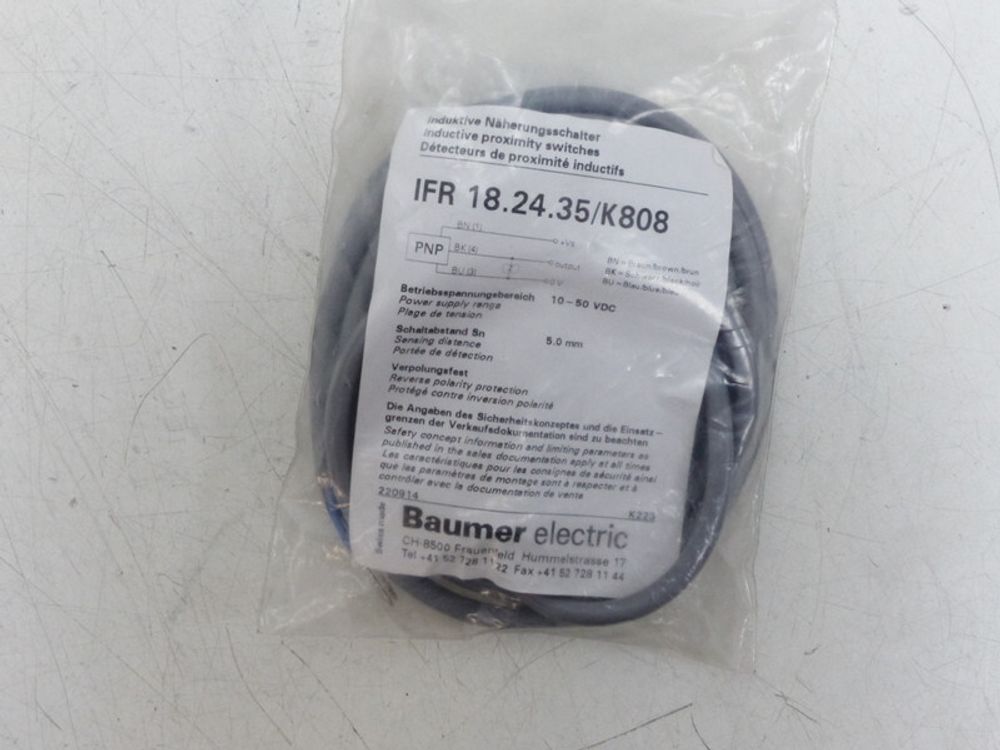 Induktive Näherungsschalter
Inductive proximity switches
Détecteurs de proximité inductifs
IFR 18.24.35/K808
BN (1)
+Vs
PNP
BK (4)
output
Z
BU (3)
0 V
BN = Braun/brown/brun
BK = Schwarz/black/noir
BU = Blau/blue/bleu
Betriebsspannungsbereich
Power supply range
Plage de tension
10 – 50 VDC
Schaltabstand Sn
Sensing distance
Portée de détection
5.0 mm
Verpolungsfest
Reverse polarity protection
Protégé contre inversion polarité
Die Angaben des Sicherheitskonzeptes und die Einsatz –
grenzen der Verkaufsdokumentation sind zu beachten
Safety concept information and limiting parameters as
published in the sales documentation apply at all times
Les caractéristiques pour les consignes de sécurité ainsi
que les paramètres de montage sont à respecter et à
contrôler avec la documentation de vente
220914
K223
Swiss made
Baumer electric
CH-8500 Frauenfeld Hummelstrasse 17
Tel +41 52 728 11 22 Fax +41 52 728 11 44